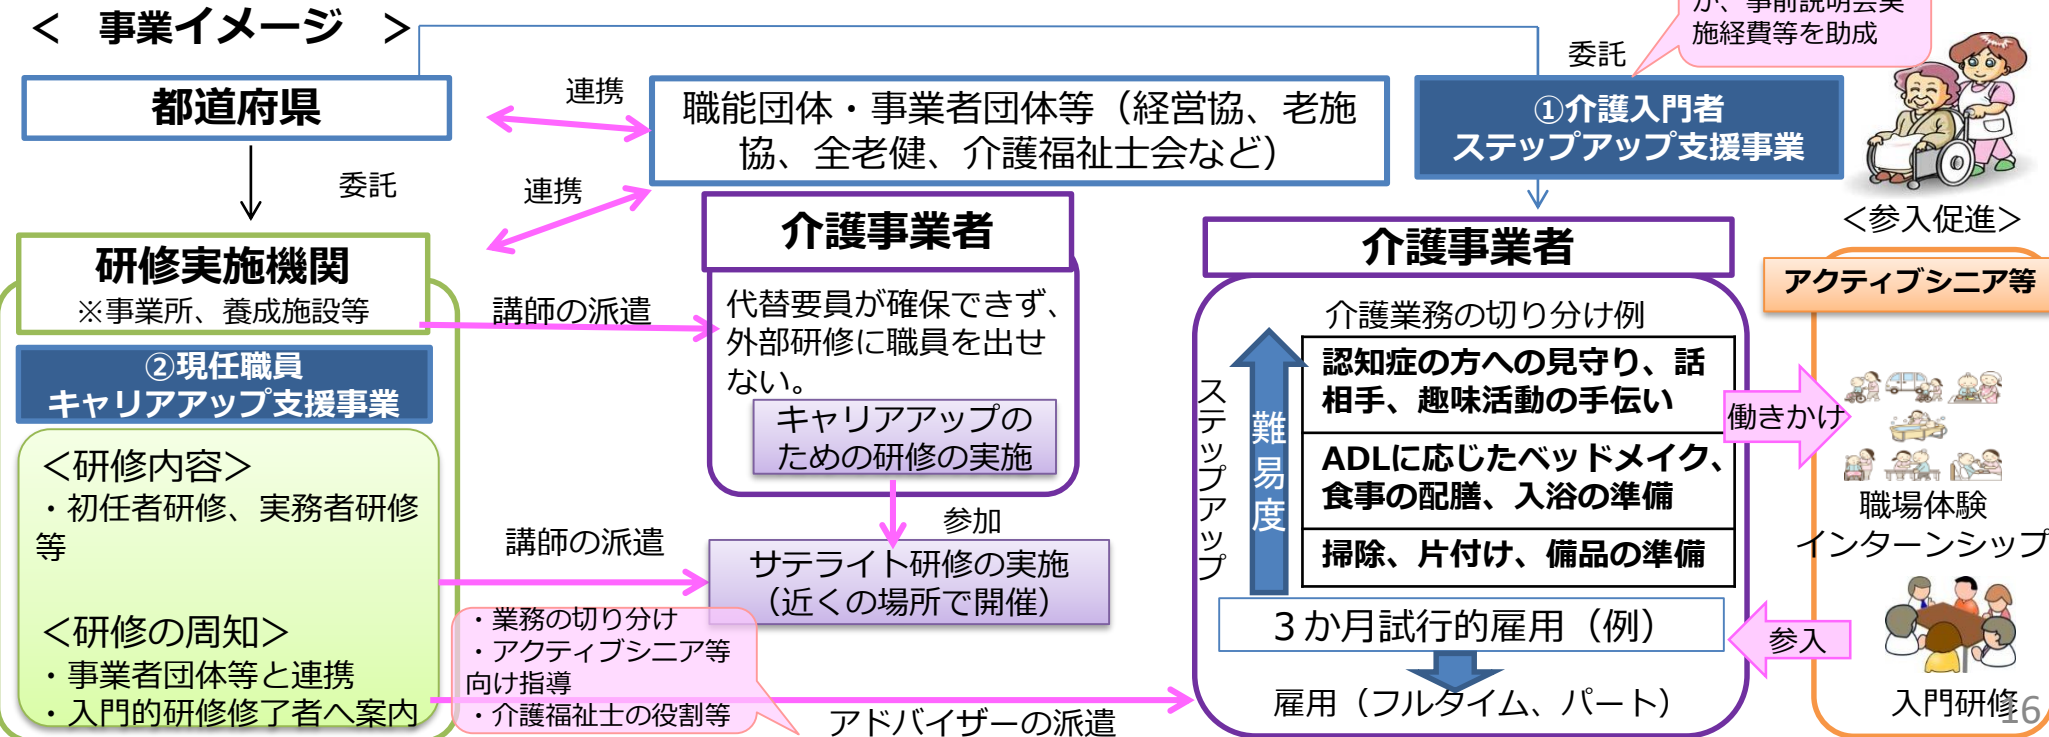 ＜ 事業イメージ ＞
か、事前説明会実
施経費等を助成
委託
都道府県
連携
職能団体・事業者団体等（経営協、老施
協、全老健、介護福祉士会など）
①介護入門者
ステップアップ支援事業
委託
連携
＜参入促進＞
研修実施機関
※事業所、養成施設等
介護事業者
介護事業者
アクティブシニア等
講師の派遣
代替要員が確保できず、
外部研修に職員を出せ
ない。
キャリアアップの
ための研修の実施
②現任職員
キャリアアップ支援事業
＜研修内容＞
・初任者研修、実務者研修
等
＜研修の周知＞
・事業者団体等と連携
・入門的研修修了者へ案内
参加
講師の派遣
サテライト研修の実施
（近くの場所で開催）
・業務の切り分け
・アクティブシニア等
向け指導
・介護福祉士の役割等
アドバイザーの派遣
介護業務の切り分け例
ステップアップ
難易度
認知症の方への見守り、話
相手、趣味活動の手伝い
ADLに応じたベッドメイク、
食事の配膳、入浴の準備
掃除、片付け、備品の準備
３か月試行的雇用（例）
雇用（フルタイム、パート）
働きかけ
職場体験
インターンシップ
参入
入門研修
16